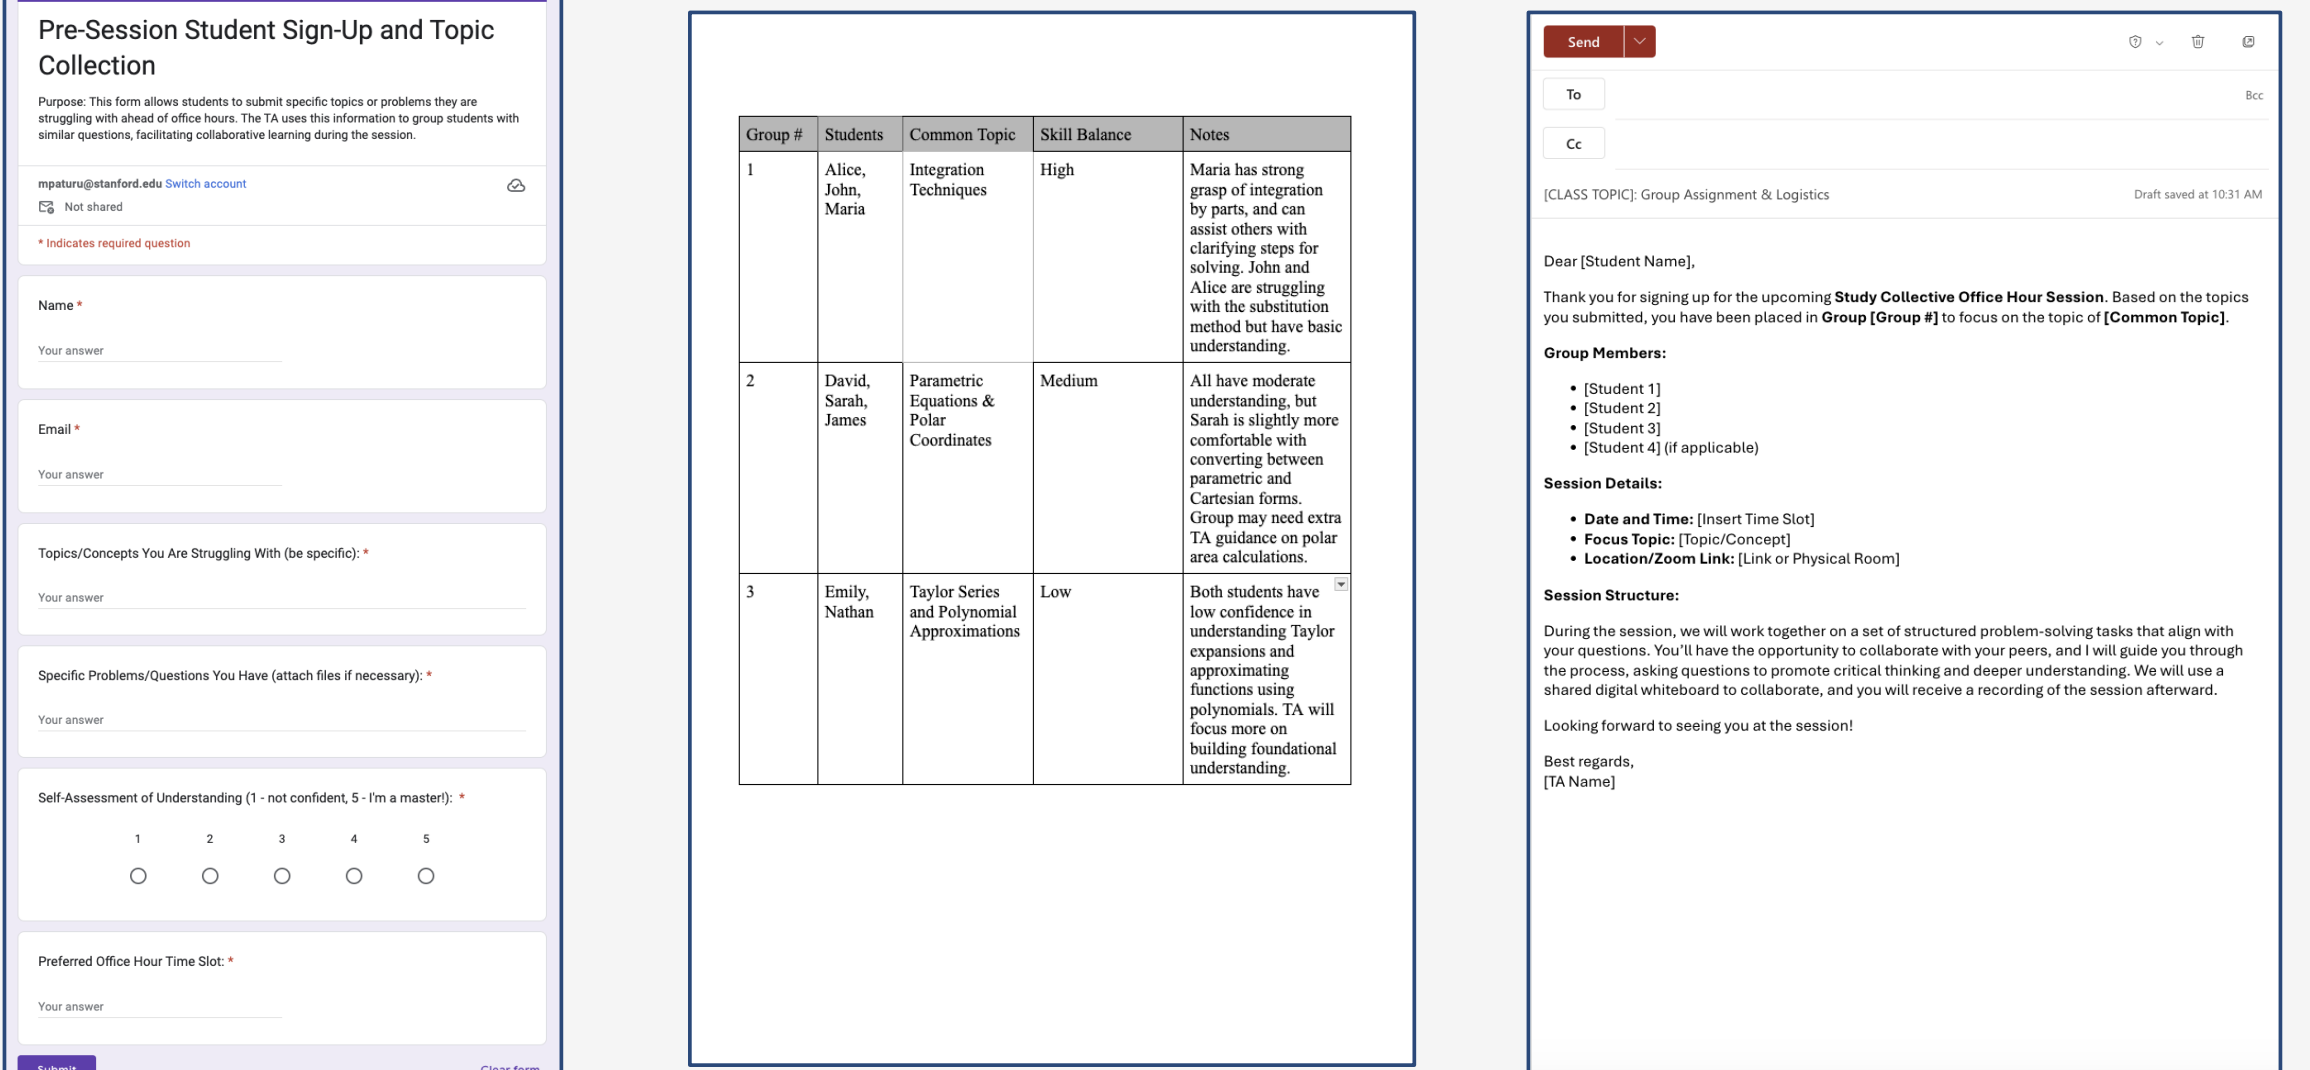 Pre-Session Student Sign-Up and Topic
Collection
Purpose: This form allows students to submit specific topics or problems they are
struggling with ahead of office hours. The TA uses this information to group students with
similar questions, facilitating collaborative learning during the session.
mpaturu@stanford.edu Switch account
Not shared
* Indicates required question
Name *
Your answer
Email *
Your answer
Topics/Concepts You Are Struggling With (be specific): *
Your answer
Specific Problems/Questions You Have (attach files if necessary): *
Your answer
Self-Assessment of Understanding (1 - not confident, 5 - I'm a master!): *
1 2 3 4 5
Preferred Office Hour Time Slot: *
Your answer
Submit
Clear form
Group # Students Common Topic Skill Balance Notes
1
Alice,
John,
Maria
Integration
Techniques
High
Maria has strong
grasp of integration
by parts, and can
assist others with
clarifying steps for
solving. John and
Alice are struggling
with the substitution
method but have basic
understanding.
2
David,
Sarah,
James
Parametric
Equations &
Polar
Coordinates
Medium
All have moderate
understanding, but
Sarah is slightly more
comfortable with
converting between
parametric and
Cartesian forms.
Group may need extra
TA guidance on polar
area calculations.
3
Emily,
Nathan
Taylor Series
and Polynomial
Approximations
Low
Both students have
low confidence in
understanding Taylor
expansions and
approximating
functions using
polynomials. TA will
focus more on
building foundational
understanding.
Send
To
Bcc
Cc
[CLASS TOPIC]: Group Assignment & Logistics
Draft saved at 10:31 AM
Dear [Student Name],
Thank you for signing up for the upcoming Study Collective Office Hour Session. Based on the topics
you submitted, you have been placed in Group [Group #] to focus on the topic of [Common Topic].
Group Members:
• [Student 1]
• [Student 2]
• [Student 3]
• [Student 4] (if applicable)
Session Details:
• Date and Time: [Insert Time Slot]
• Focus Topic: [Topic/Concept]
• Location/Zoom Link: [Link or Physical Room]
Session Structure:
During the session, we will work together on a set of structured problem-solving tasks that align with
your questions. You'll have the opportunity to collaborate with your peers, and I will guide you through
the process, asking questions to promote critical thinking and deeper understanding. We will use a
shared digital whiteboard to collaborate, and you will receive a recording of the session afterward.
Looking forward to seeing you at the session!
Best regards,
[TA Name]